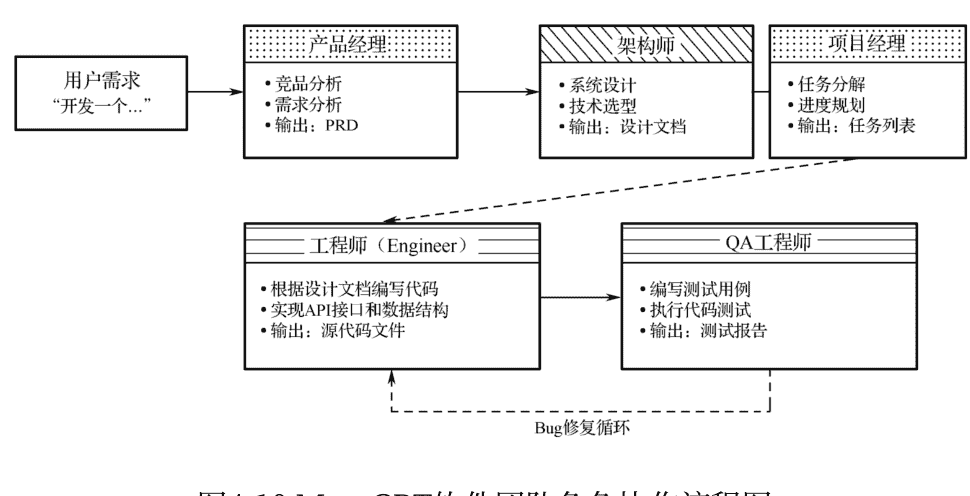 用户需求
“开发一个...”
产品经理
• 竞品分析
• 需求分析
• 输出：PRD
架构师
• 系统设计
• 技术选型
• 输出：设计文档
项目经理
• 任务分解
• 进度规划
• 输出：任务列表
工程师（Engineer）
• 根据设计文档编写代码
• 实现API接口和数据结构
• 输出：源代码文件
QA工程师
• 编写测试用例
• 执行代码测试
• 输出：测试报告
Bug修复循环